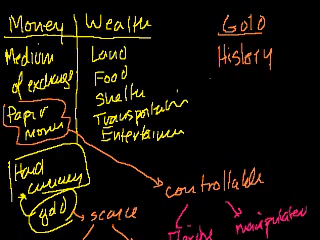 Money
Medium
of exchange
Paper
money
Hard
currency
gold
Wealth
Land
Food
Shelter
Transportation
Entertainment
Gold
History
controllable
scarce
manipulated